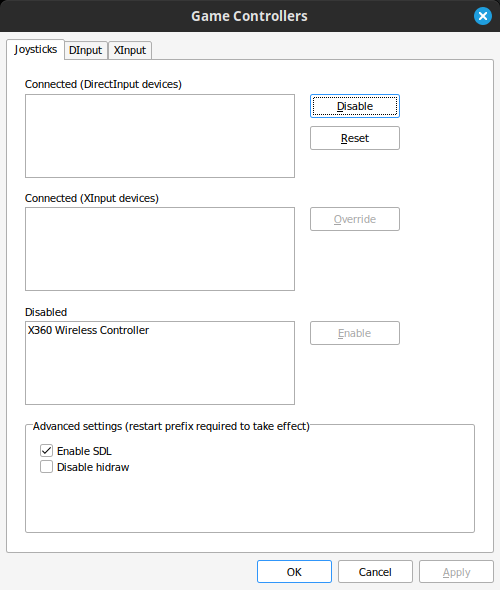 Game Controllers
Joysticks DInput XInput
Connected (DirectInput devices)
Disable
Reset
Connected (XInput devices)
Override
Disabled
X360 Wireless Controller
Enable
Advanced settings (restart prefix required to take effect)
Enable SDL
Disable hidraw
OK Cancel Apply